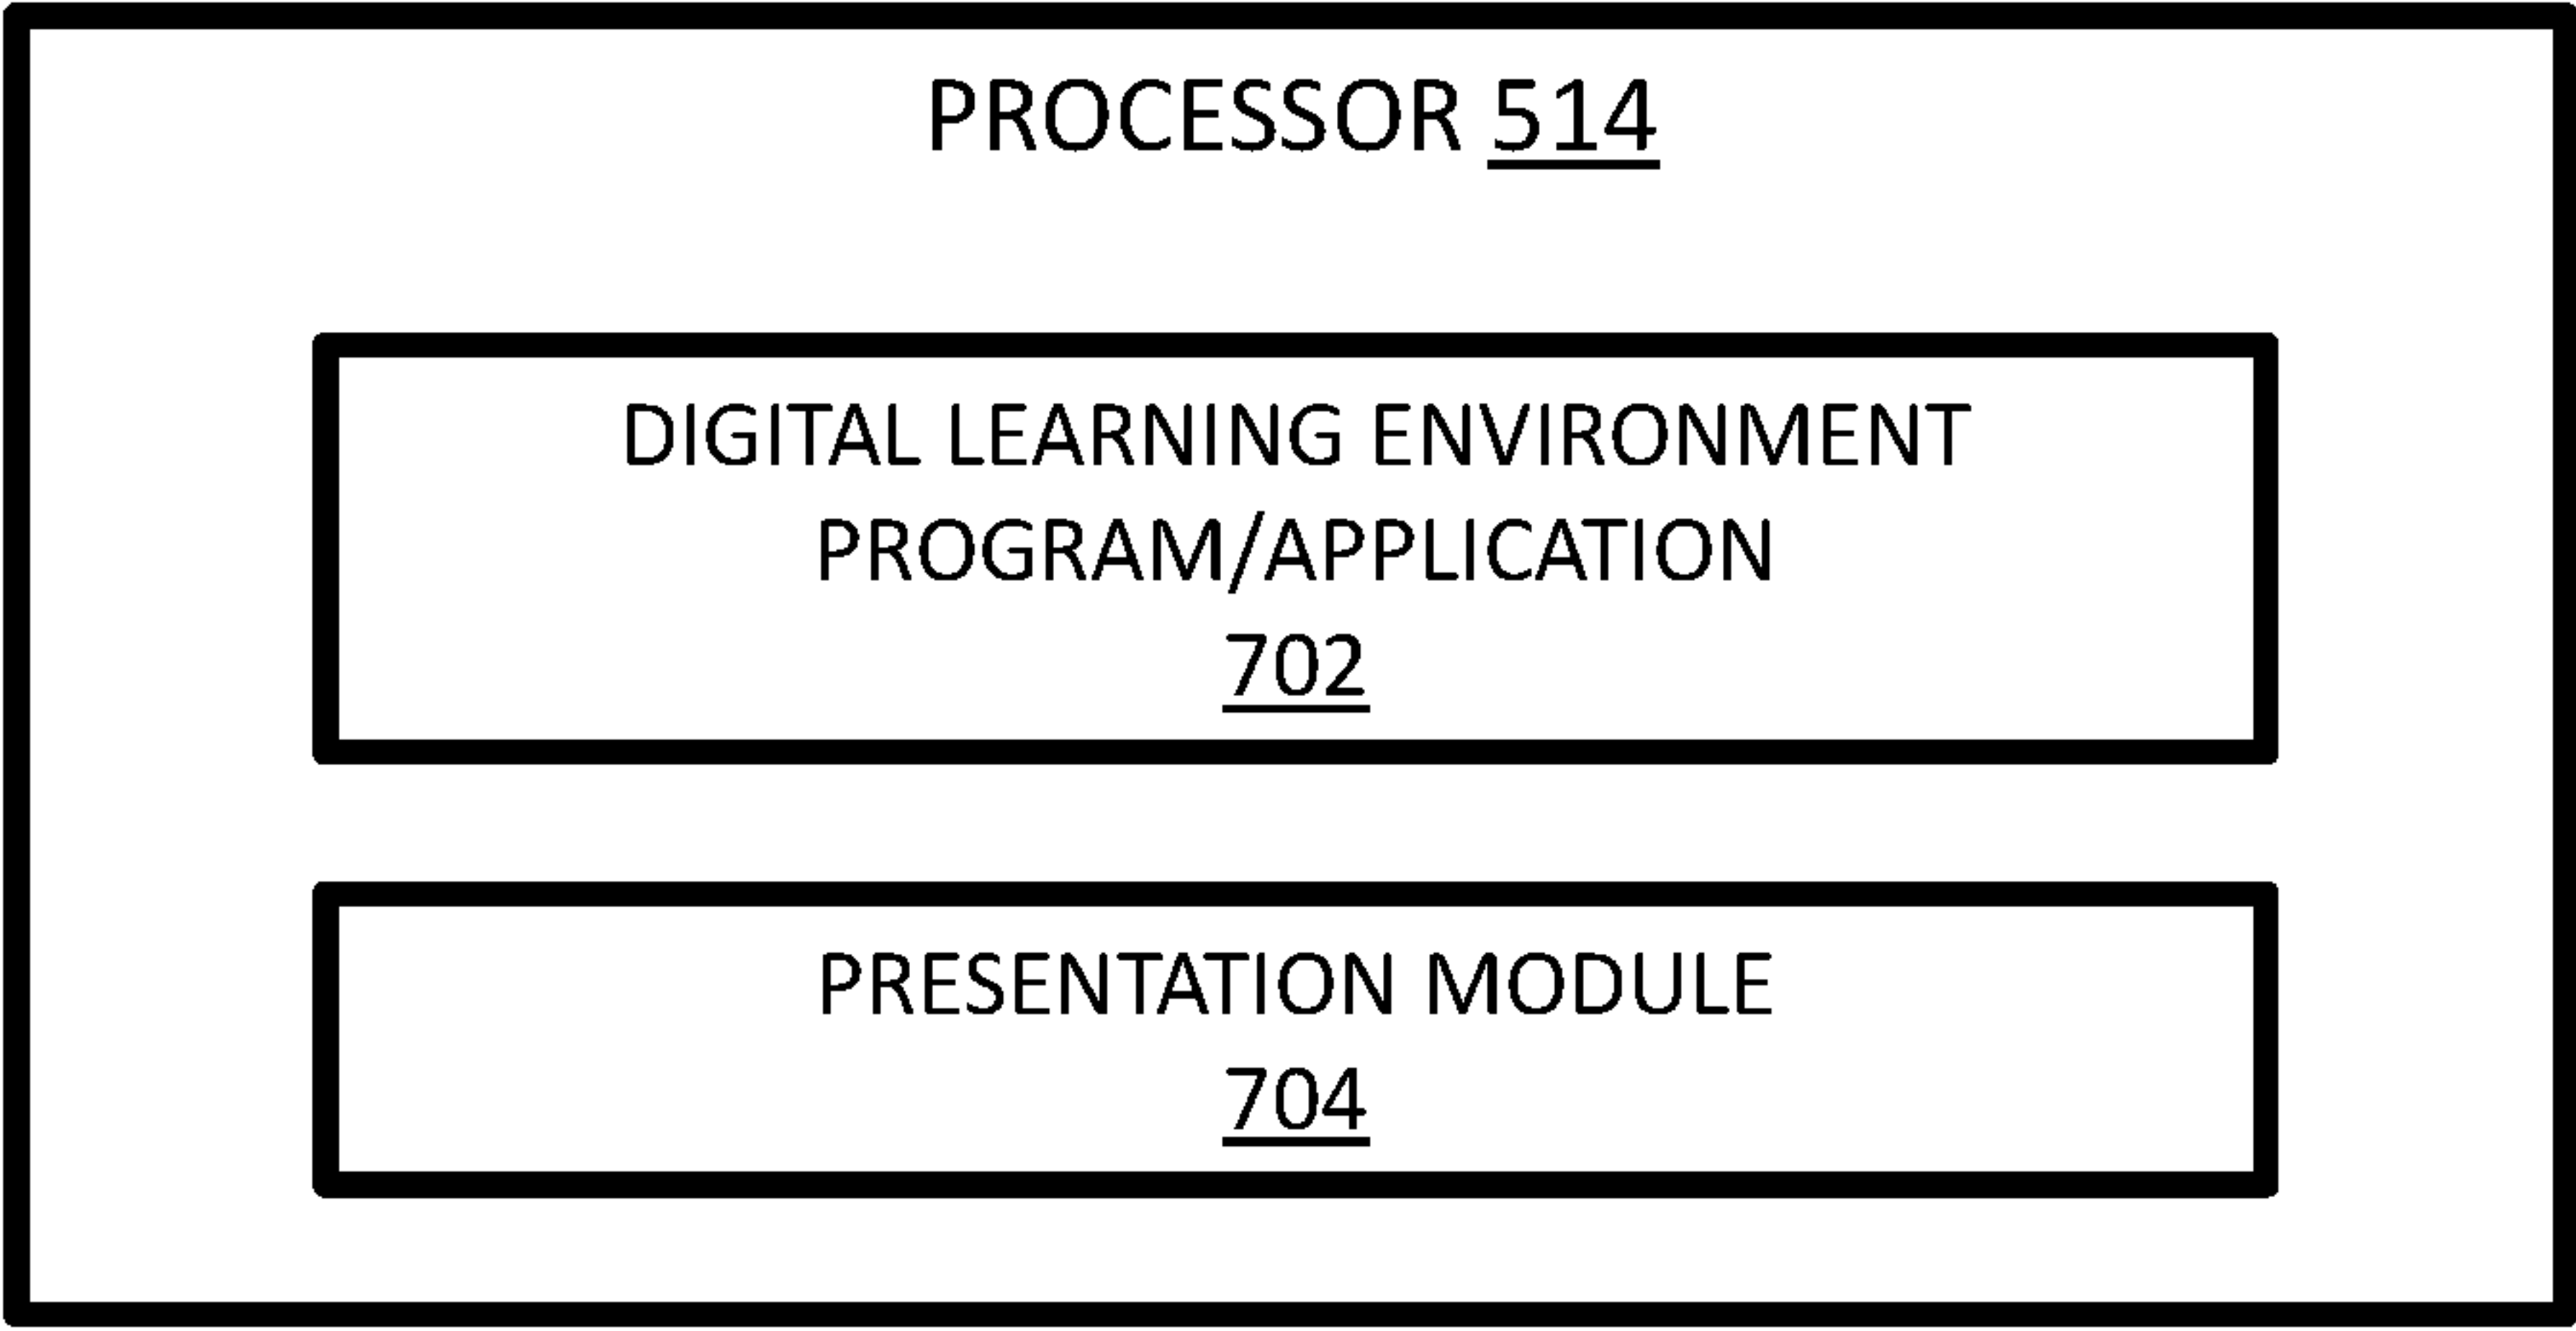 PROCESSOR 514
DIGITAL LEARNING ENVIRONMENT
PROGRAM/APPLICATION
702
PRESENTATION MODULE
704